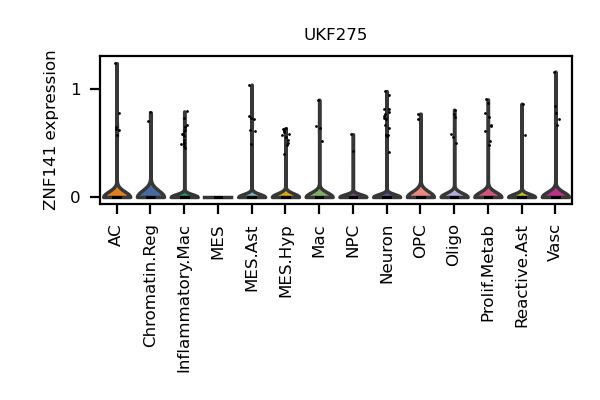 UKF275
ZNF141 expression
1
0
AC
Chromatin.Reg
Inflammatory.Mac
MES
MES.Ast
MES.Hyp
Mac
NPC
Neuron
OPC
Oligo
Prolif.Metab
Reactive.Ast
Vasc